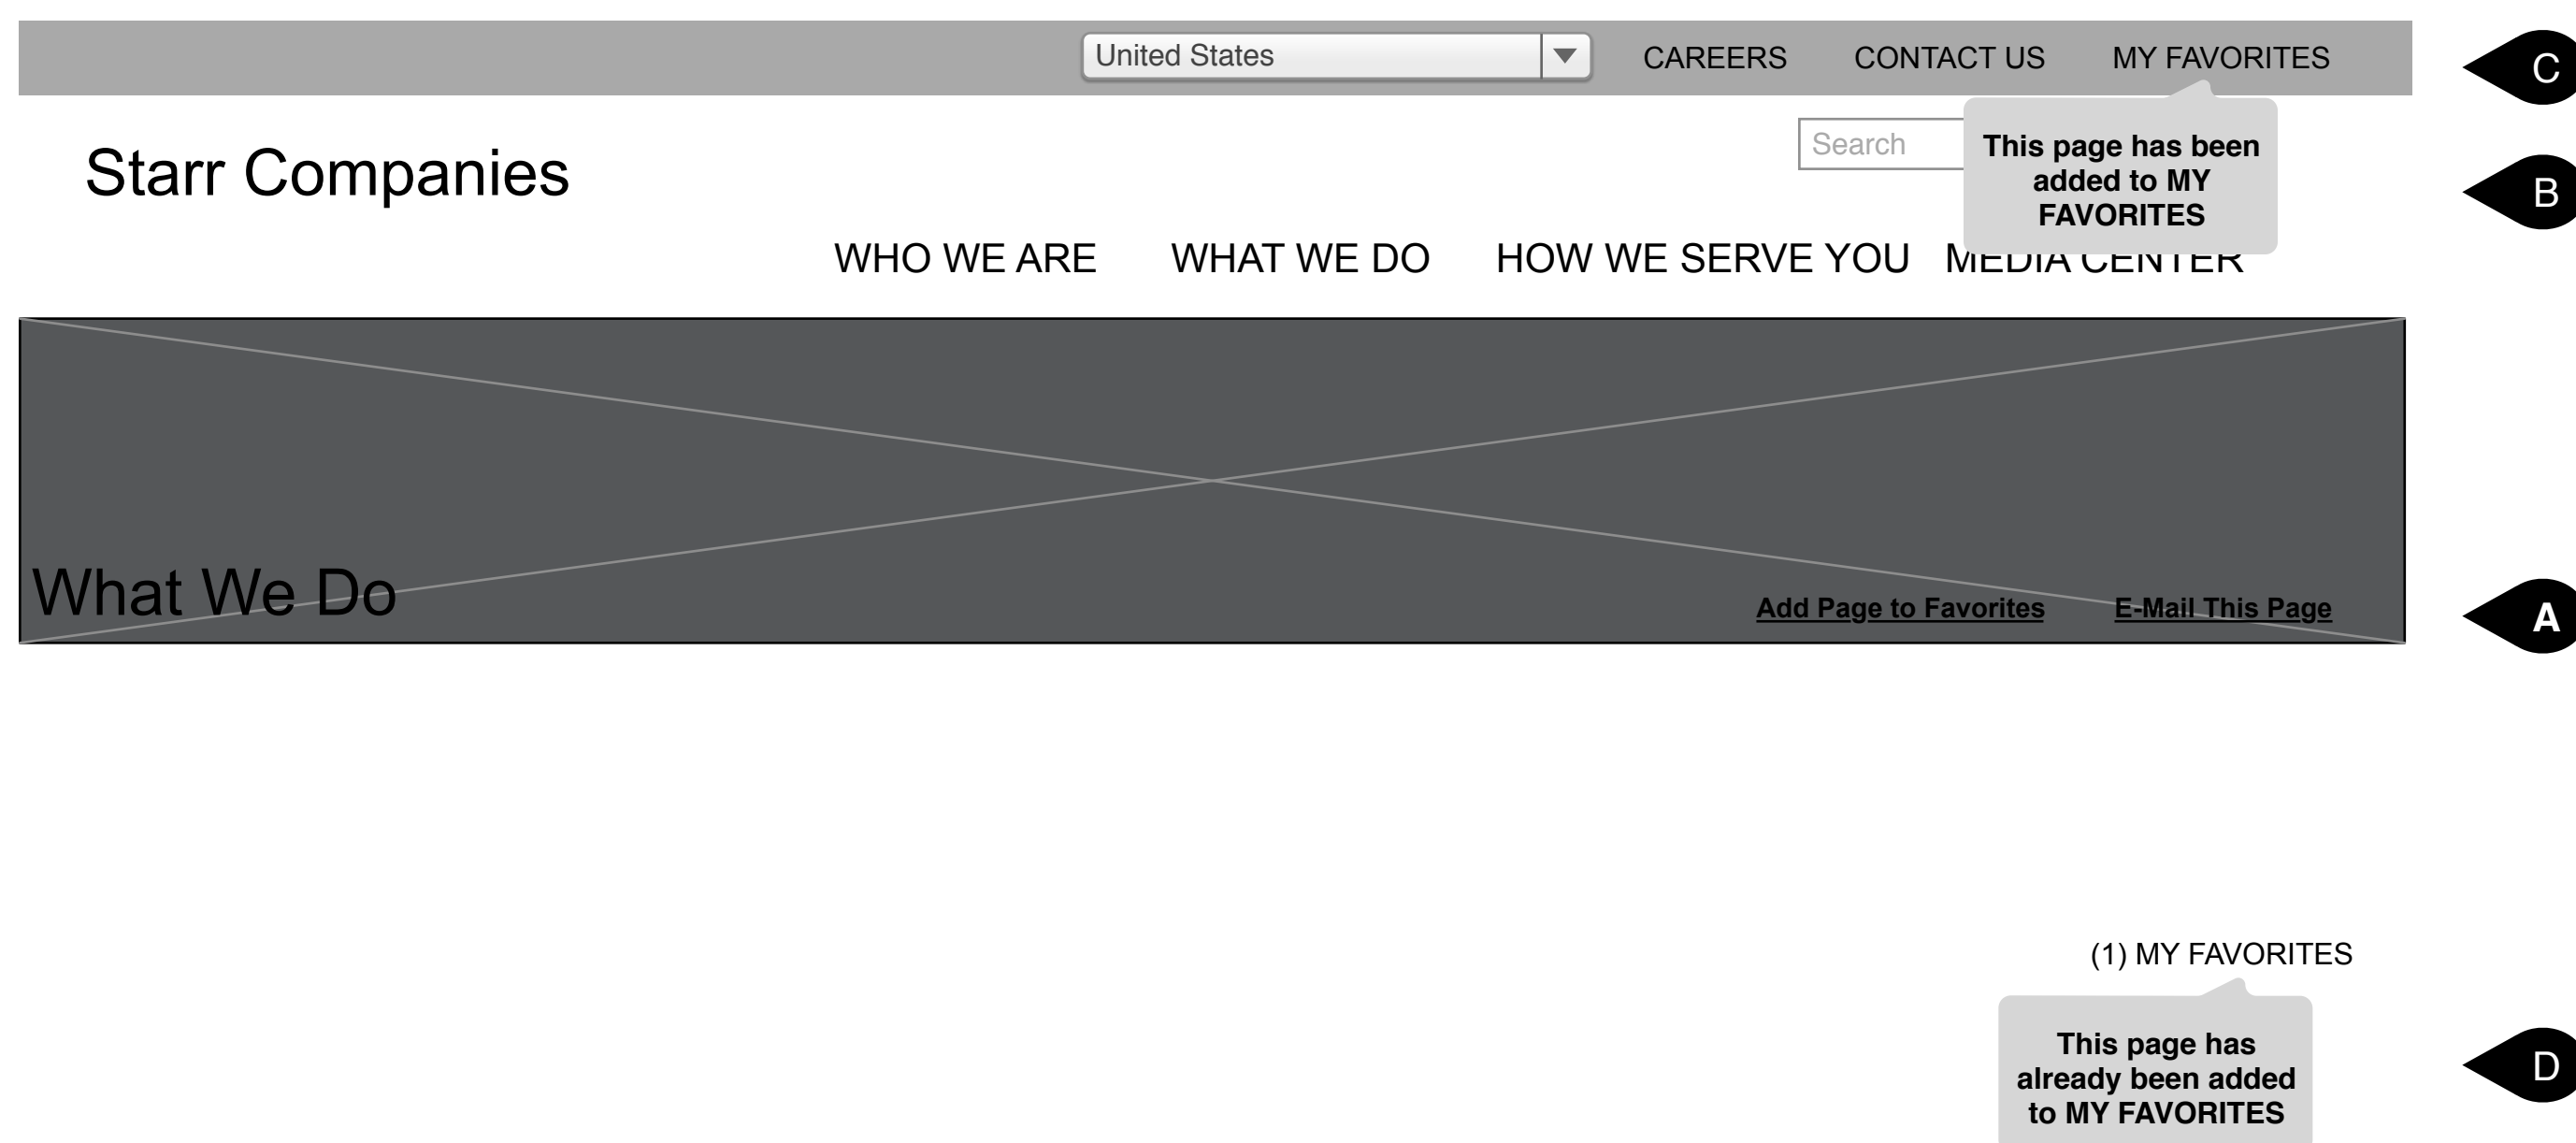 United States
CAREERS
CONTACT US
MY FAVORITES
C
Starr Companies
Search
This page has been
added to MY
FAVORITES
B
WHO WE ARE
WHAT WE DO
HOW WE SERVE YOU
MEDIA CENTER
What We Do
Add Page to Favorites
E-Mail This Page
A
(1) MY FAVORITES
This page has
already been added
to MY FAVORITES
D